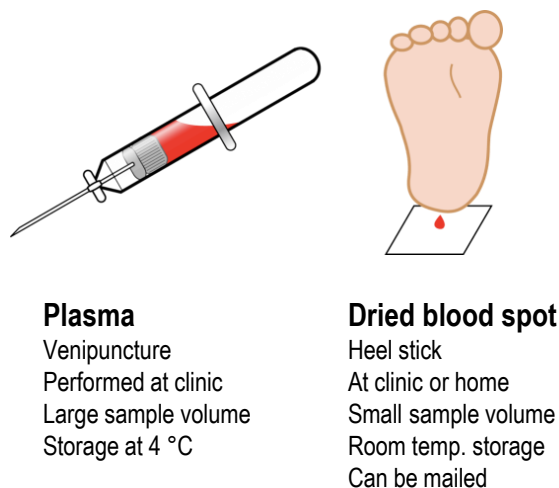 Plasma
Venipuncture
Performed at clinic
Large sample volume
Storage at 4 °C
Dried blood spot
Heel stick
At clinic or home
Small sample volume
Room temp. storage
Can be mailed